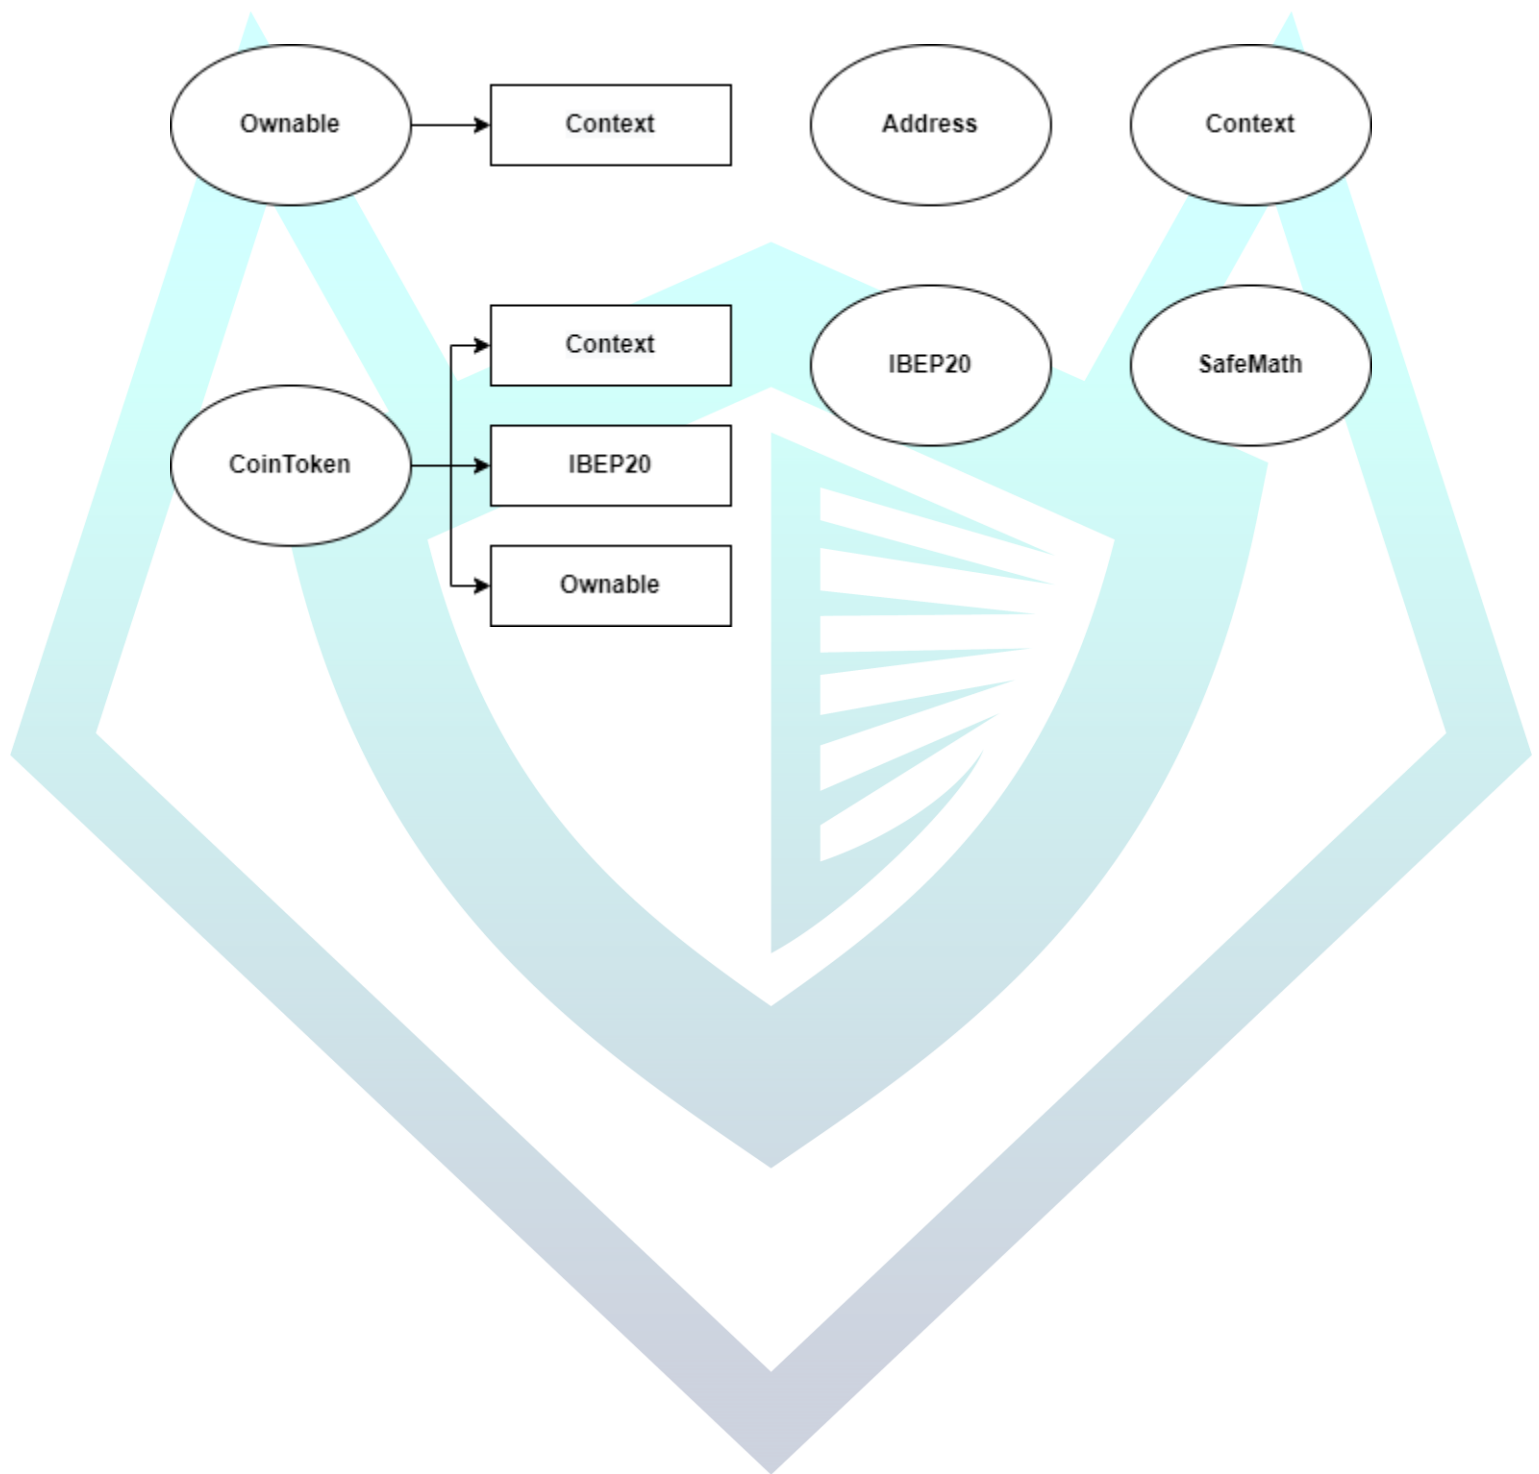 Ownable
Context
Address
Context
Context
IBEP20
SafeMath
CoinToken
IBEP20
Ownable